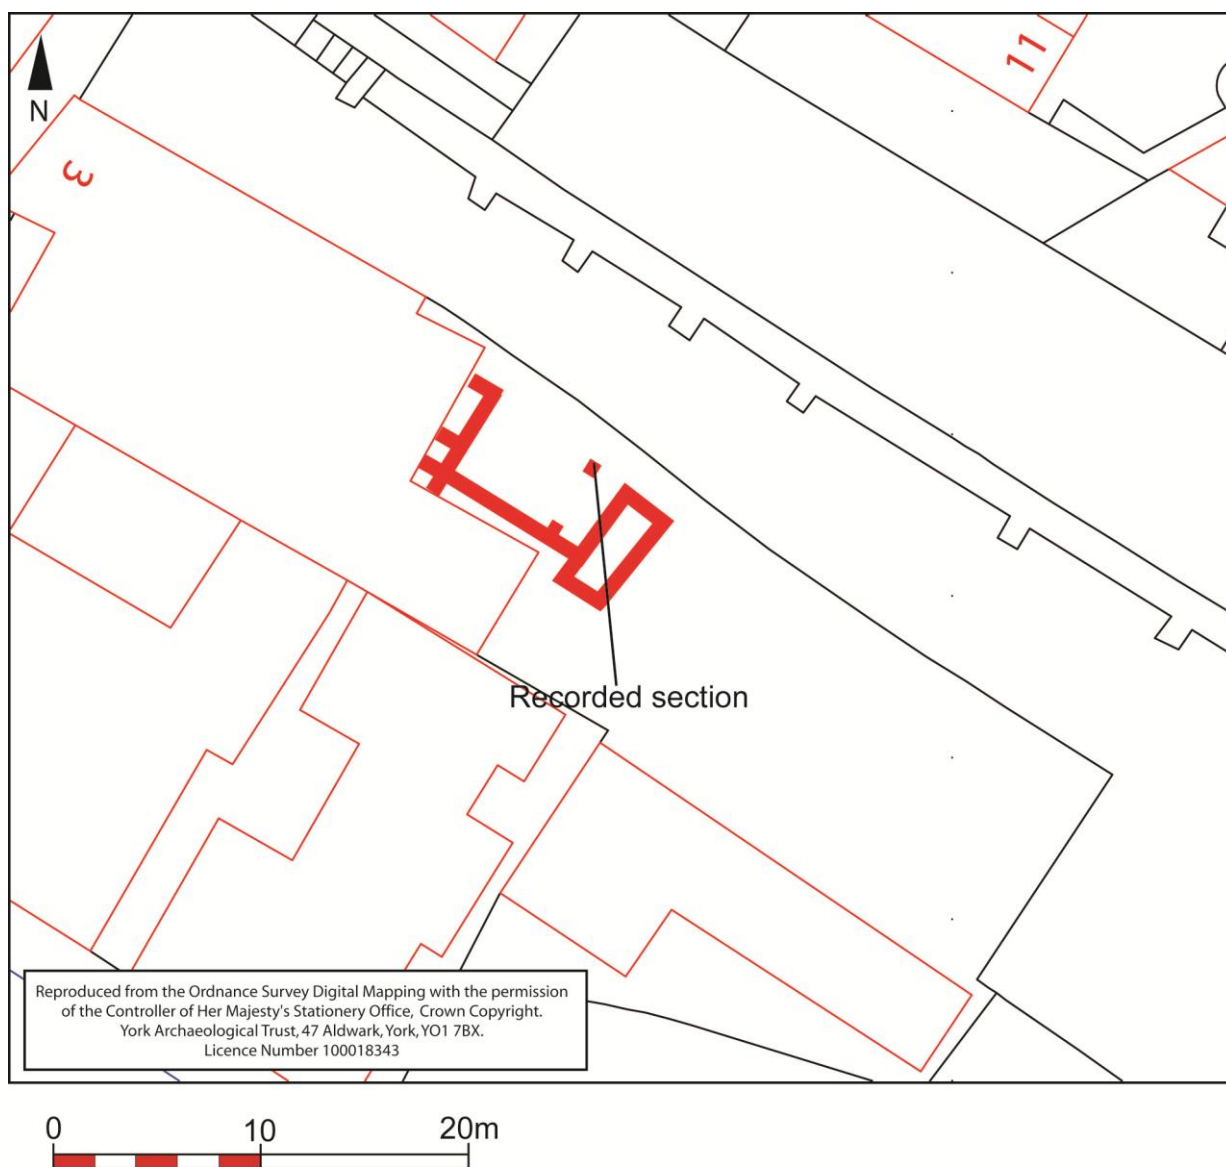 11
N
3
Recorded section
Reproduced from the Ordnance Survey Digital Mapping with the permission
of the Controller of Her Majesty's Stationery Office, Crown Copyright.
York Archaeological Trust, 47 Aldwark, York, YO1 7BX.
Licence Number 100018343
0 10 20m